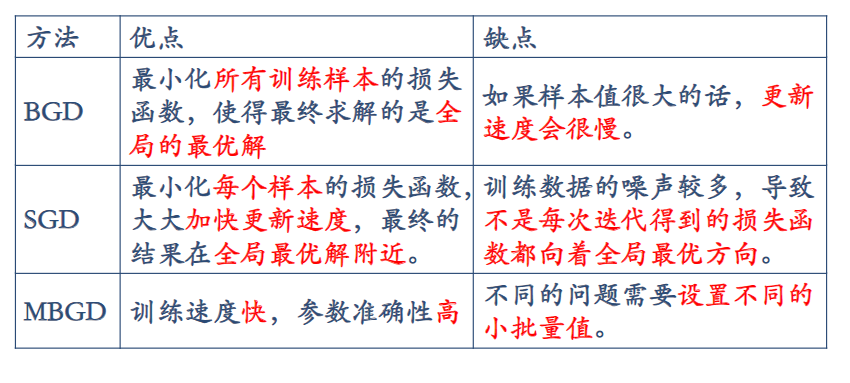 方法 优点 缺点
BGD
最小化所有训练样本的损失
函数，使得最终求解的是全
局的最优解
如果样本值很大的话，更新
速度会很慢。
SGD
最小化每个样本的损失函数，
大大加快更新速度，最终的
结果在全局最优解附近。
训练数据的噪声较多，导致
不是每次迭代得到的损失函
数都向着全局最优方向。
MBGD
训练速度快，参数准确性高
不同的问题需要设置不同的
小批量值。